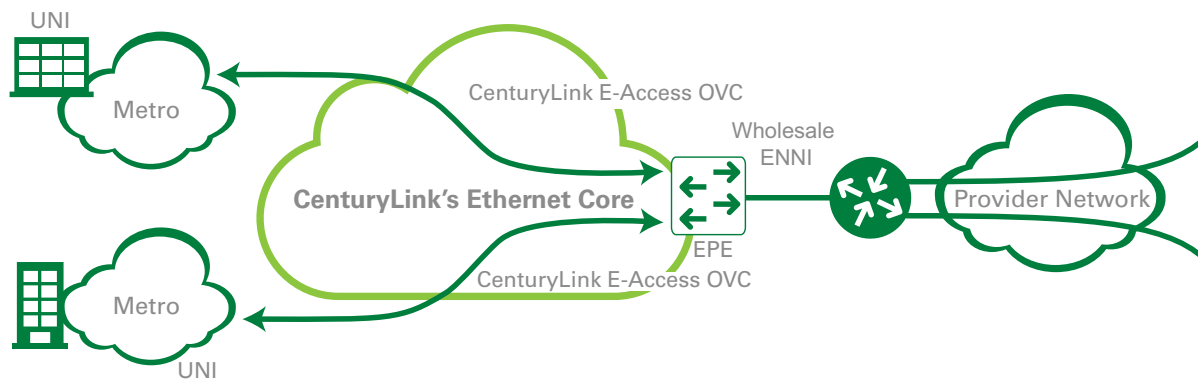 UNI
Metro
CenturyLink E-Access OVC
Wholesale
ENNI
CenturyLink's Ethernet Core
Provider Network
EPE
CenturyLink E-Access OVC
Metro
UNI